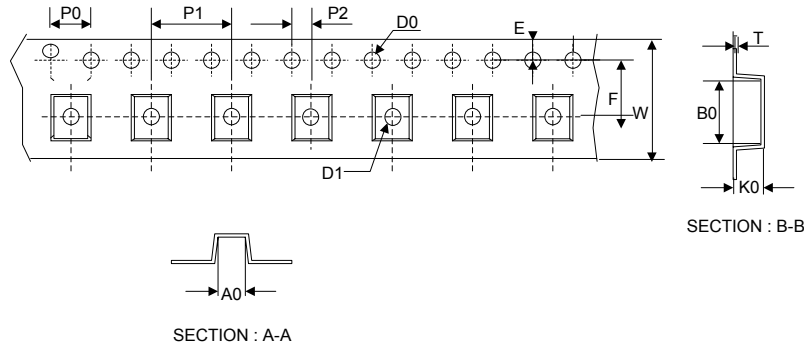 P0 P1 P2 D0 E T
F W B0
D1
K0
SECTION : B-B
A0
SECTION : A-A